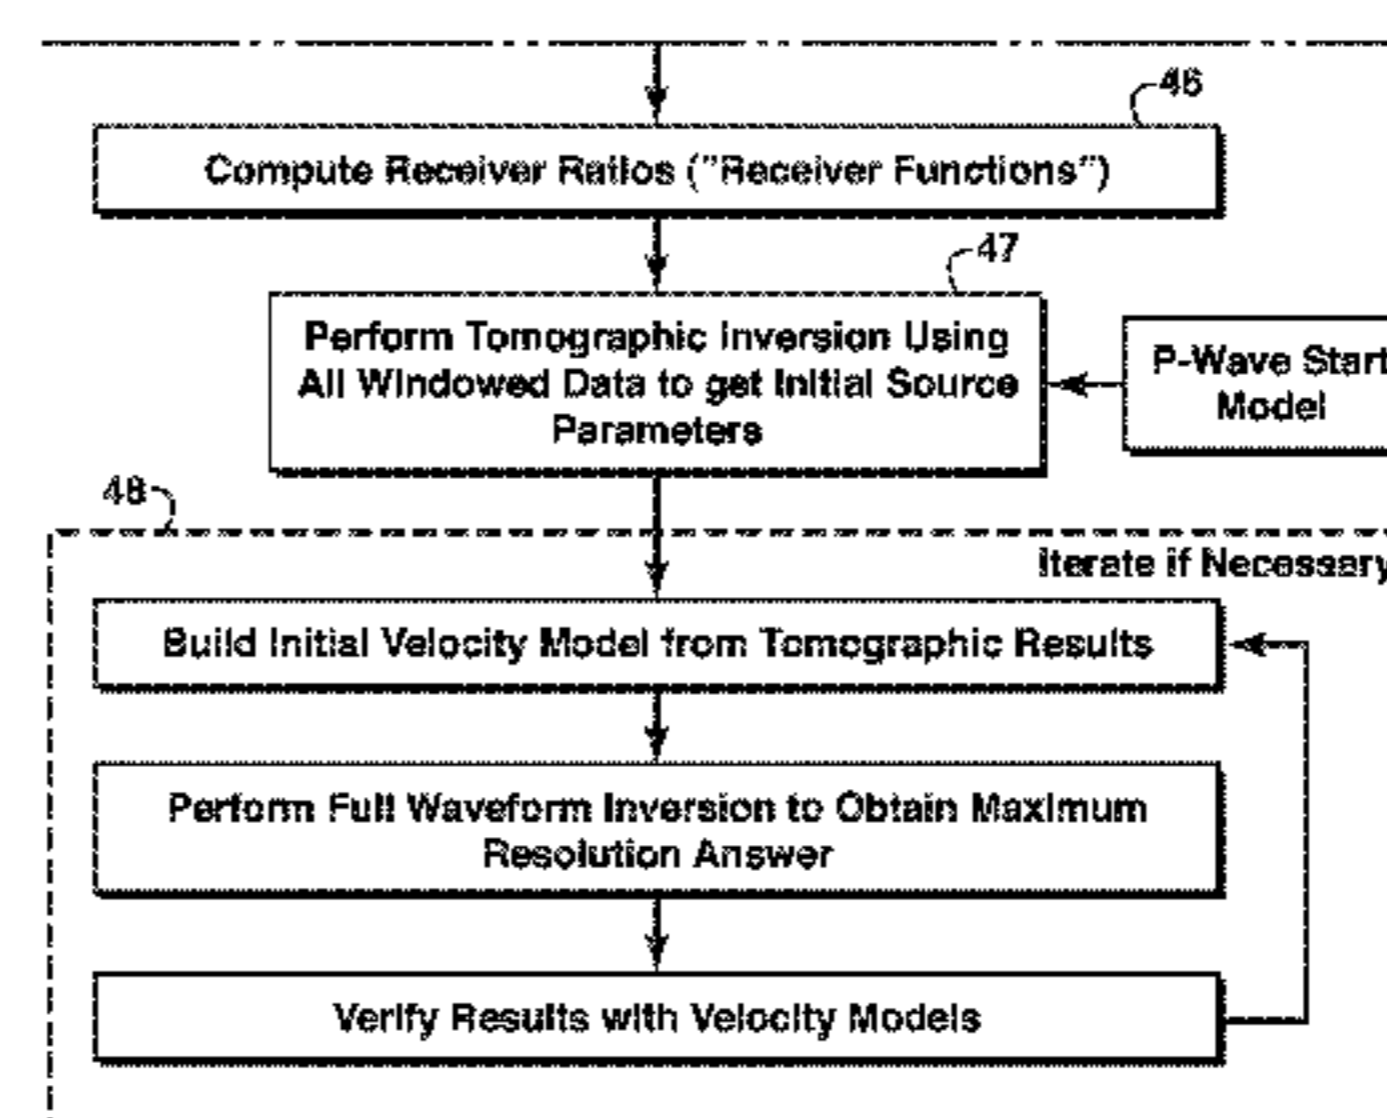 46
Compute Receiver Ratios ("Receiver Functions")
47
Perform Tomographic Inversion Using
All Windowed Data to get Initial Source
Parameters
P-Wave Start
Model
48
Iterate if Necessary
Build Initial Velocity Model from Tomographic Results
Perform Full Waveform Inversion to Obtain Maximum
Resolution Answer
Verify Results with Velocity Models